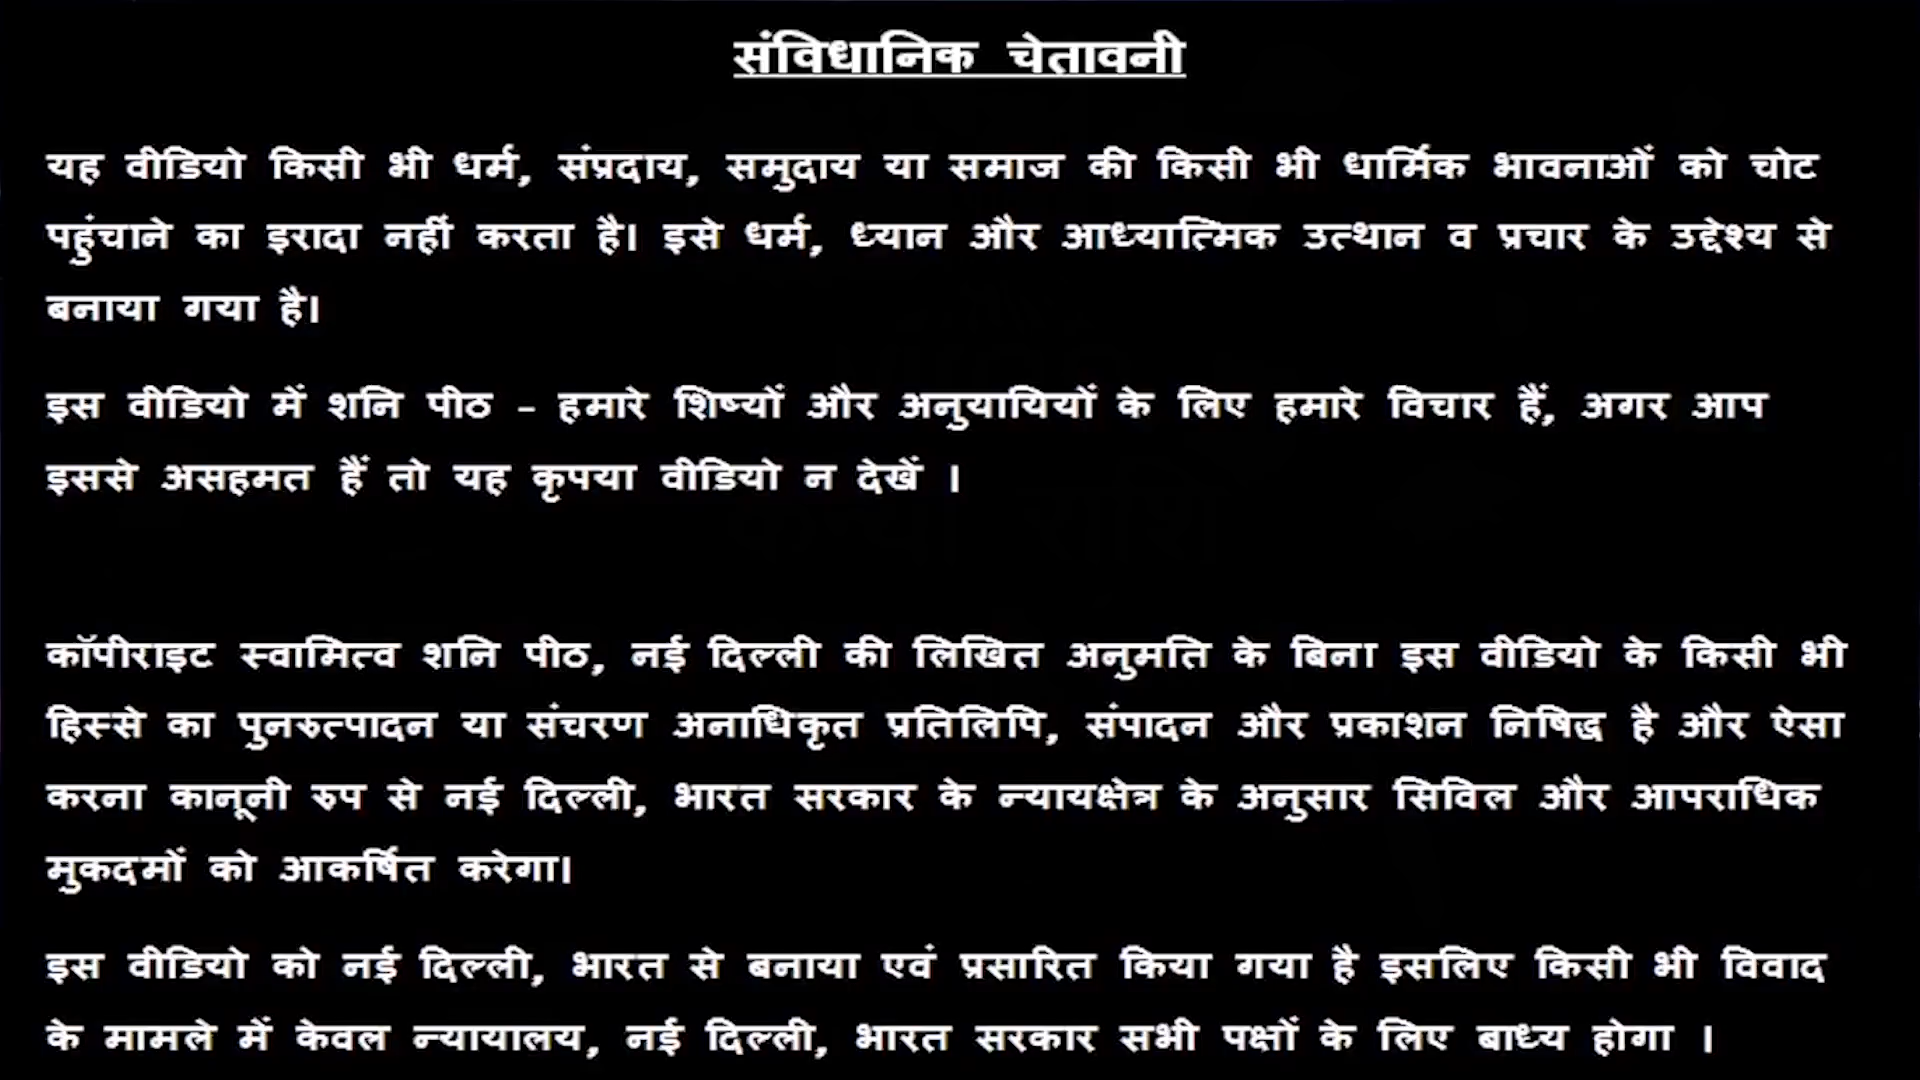 संविधानिक चेतावनी
यह वीडियो किसी भी धर्म, संप्रदाय, समुदाय या समाज की किसी भी धार्मिक भावनाओं को चोट
पहुंचाने का इरादा नहीं करता है। इसे धर्म, ध्यान और आध्यात्मिक उत्थान व प्रचार के उद्देश्य से
बनाया गया है।
इस वीडियो में शनि पीठ - हमारे शिष्यों और अनुयायियों के लिए हमारे विचार हैं, अगर आप
इससे असहमत हैं तो यह कृपया वीडियो न देखें ।
कॉपीराइट स्वामित्व शनि पीठ, नई दिल्ली की लिखित अनुमति के बिना इस वीडियो के किसी भी
हिस्से का पुनरुत्पादन या संचरण अनाधिकृत प्रतिलिपि, संपादन और प्रकाशन निषिद्ध है और ऐसा
करना कानूनी रुप से नई दिल्ली, भारत सरकार के न्यायक्षेत्र के अनुसार सिविल और आपराधिक
मुकदमों को आकर्षित करेगा।
इस वीडियो को नई दिल्ली, भारत से बनाया एवं प्रसारित किया गया है इसलिए किसी भी विवाद
के मामले में केवल न्यायालय, नई दिल्ली, भारत सरकार सभी पक्षों के लिए बाध्य होगा ।